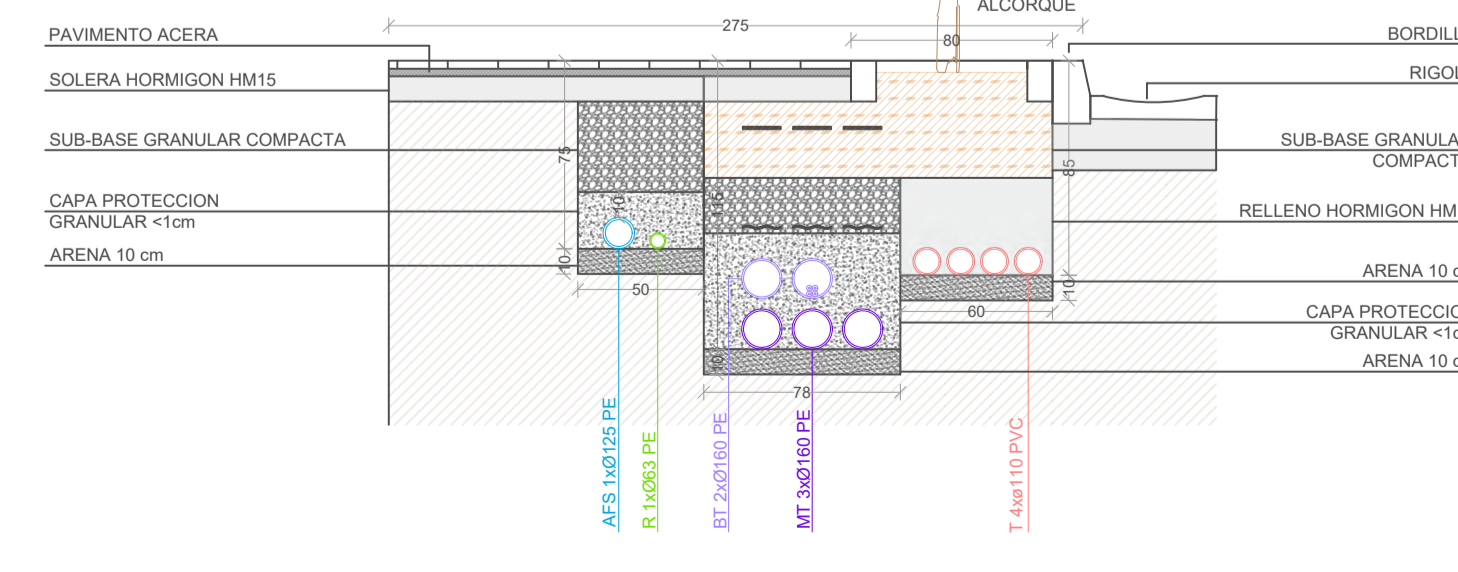 ALCORQUE
275
80
PAVIMENTO ACERA
BORDILL
SOLERA HORMIGON HM15
RIGOL
SUB-BASE GRANULAR COMPACTA
SUB-BASE GRANULA
COMPACT
75
85
115
10
CAPA PROTECCION
GRANULAR <1cm
RELLENO HORMIGON HM
ARENA 10 cm
10
50
ARENA 10 c
10
60
CAPA PROTECCIO
GRANULAR <1c
ARENA 10 c
10
78
AFS 1xØ125 PE
R 1xØ63 PE
BT 2xØ160 PE
MT 3xØ160 PE
T 4xø110 PVC